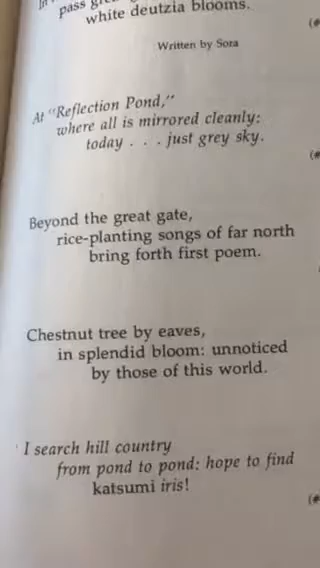 pass
white deutzia blooms.
Written by Sora
At "Reflection Pond,"
where all is mirrored cleanly:
today . . . just grey sky.
Beyond the great gate,
rice-planting songs of far north
bring forth first poem.
Chestnut tree by eaves,
in splendid bloom: unnoticed
by those of this world.
I search hill country
from pond to pond; hope to find
katsumi iris!